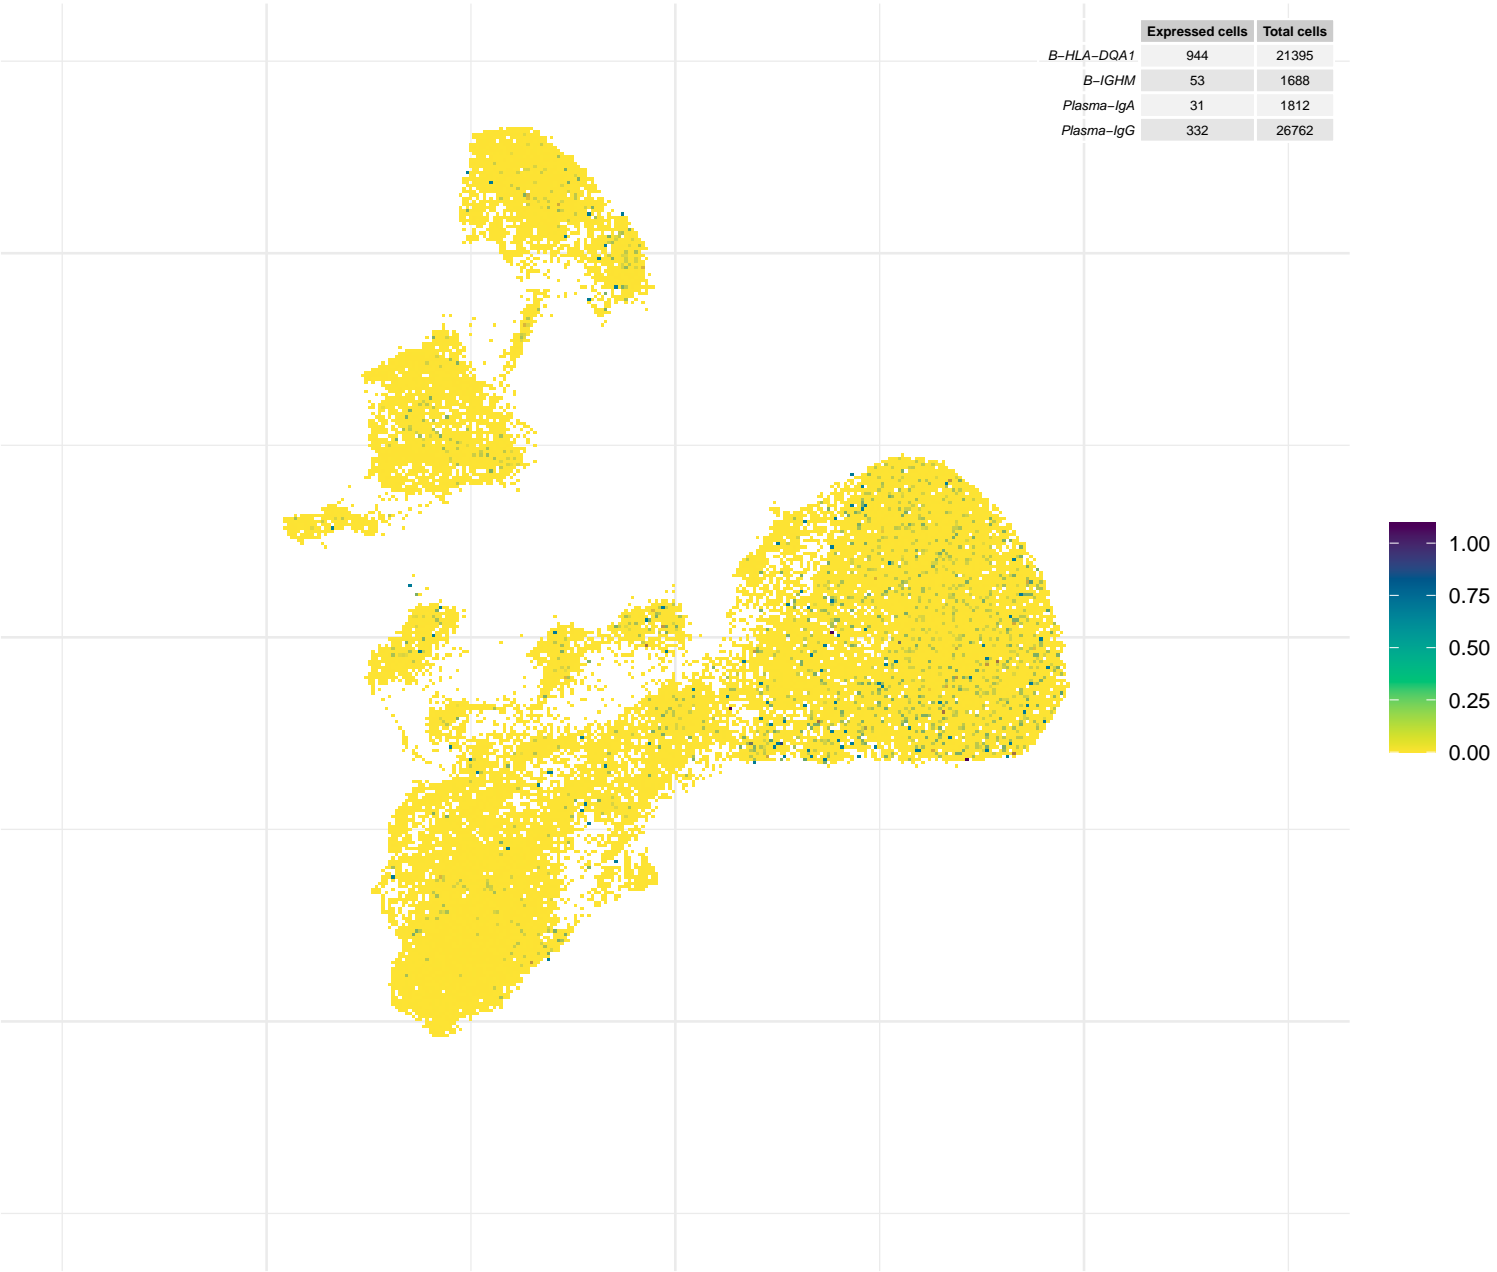 Expressed cells Total cells
B−HLA−DQA1 944 21395
B−IGHM 53 1688
Plasma−IgA 31 1812
Plasma−IgG 332 26762
1.00
0.75
0.50
0.25
0.00